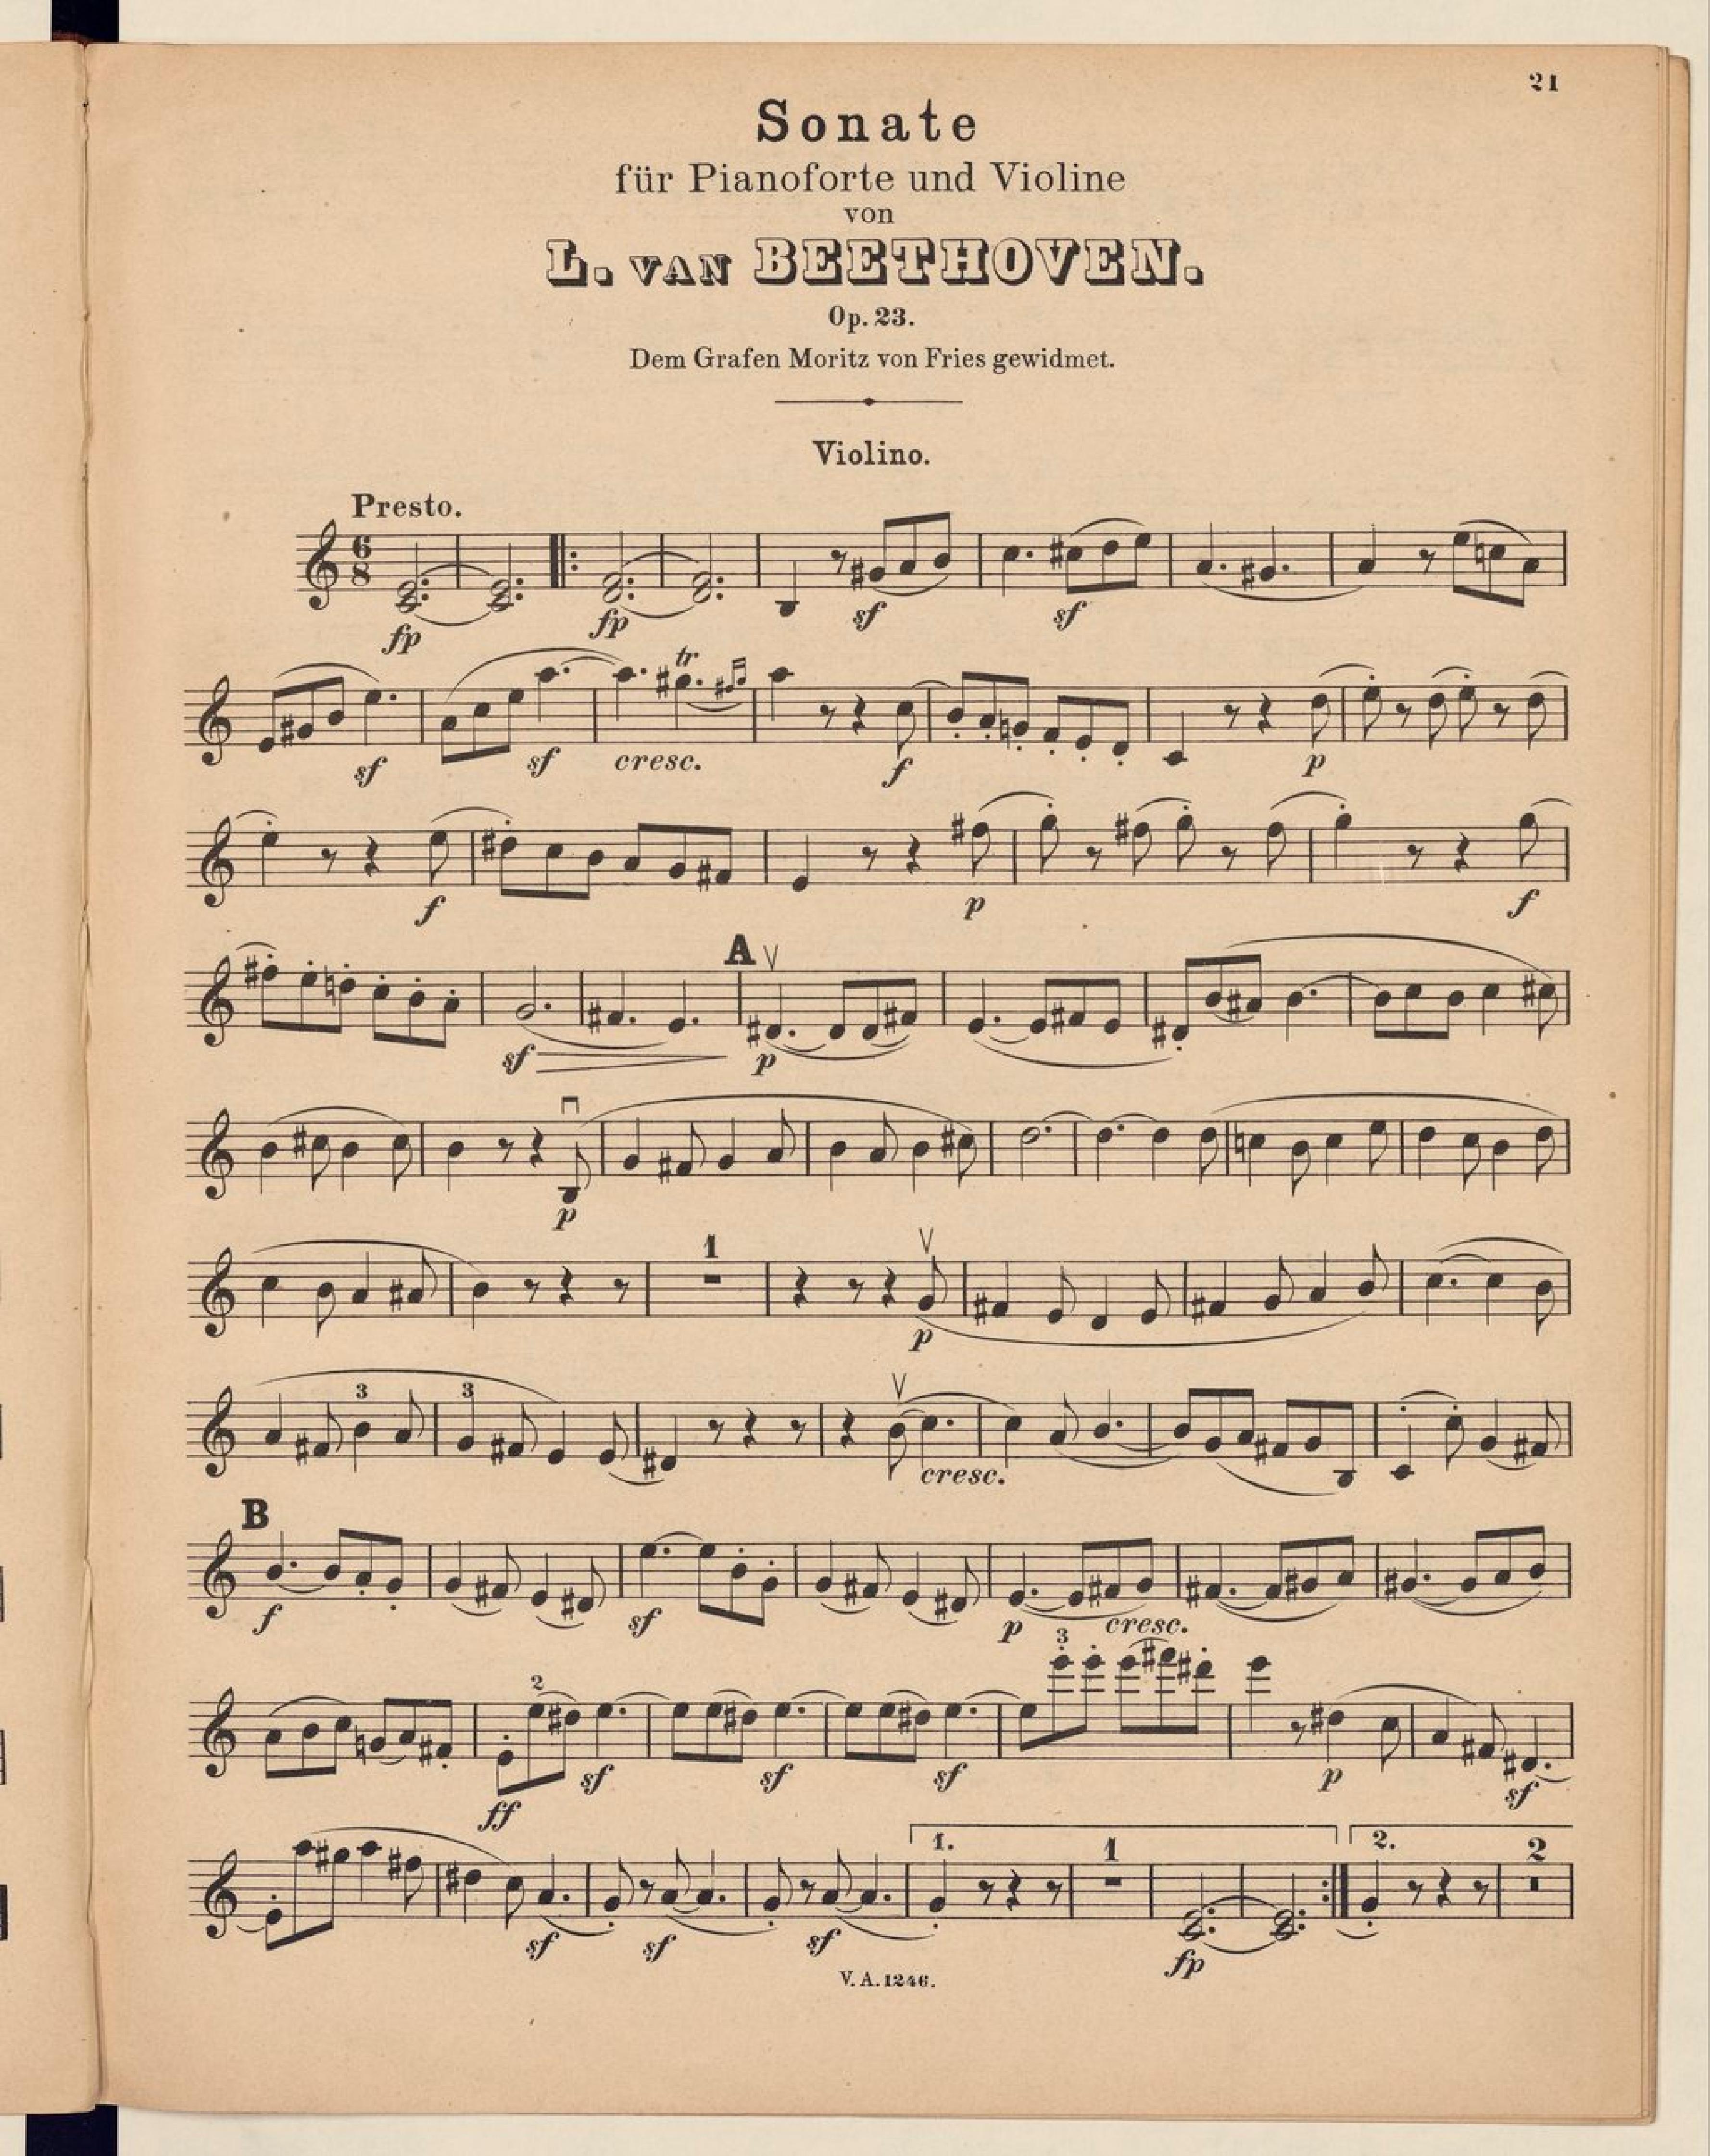 21
Sonate
für Pianoforte und Violine
von
L. VAN BEETHOVEN.
Op. 23.
Dem Grafen Moritz von Fries gewidmet.
Violino.
Presto.
6
8
fp fp sf sf
tr
sf sf cresc. f p
f p f
A
sf p
p
1
p
3 3
cresc.
B
f sf p cresc.
2 3
ff sf sf sf p sf
1. 1 2. 2
sf sf sf fp
V. A. 1246.